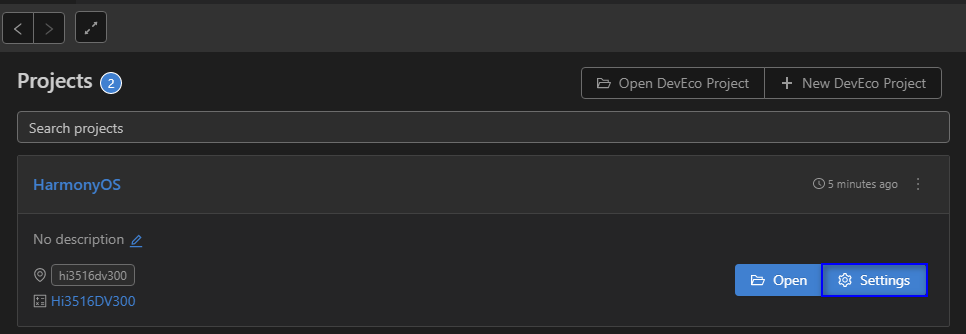 Projects 2
Open DevEco Project
New DevEco Project
Search projects
HarmonyOS
5 minutes ago
No description
hi3516dv300
Hi3516DV300
Open
Settings